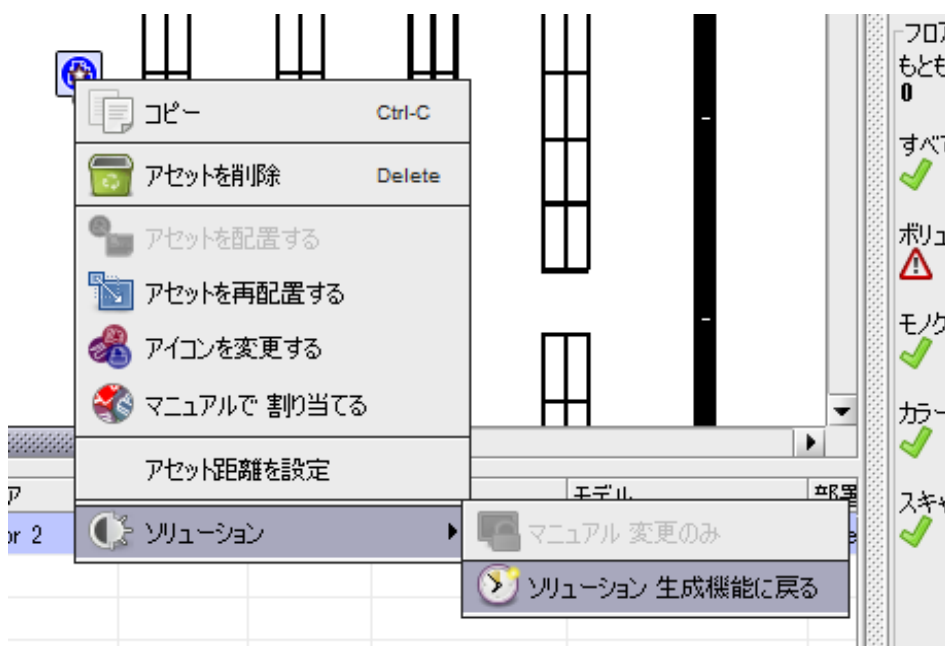 コピー Ctrl-C
アセットを削除 Delete
アセットを配置する
アセットを再配置する
アイコンを変更する
マニュアルで 割り当てる
アセット距離を設定
ソリューション
マニュアル 変更のみ
ソリューション 生成機能に戻る
ア
モデル
部署
or 2
フロア
もとも
0
すべて
ボリュ
モノク
カラー
スキャ